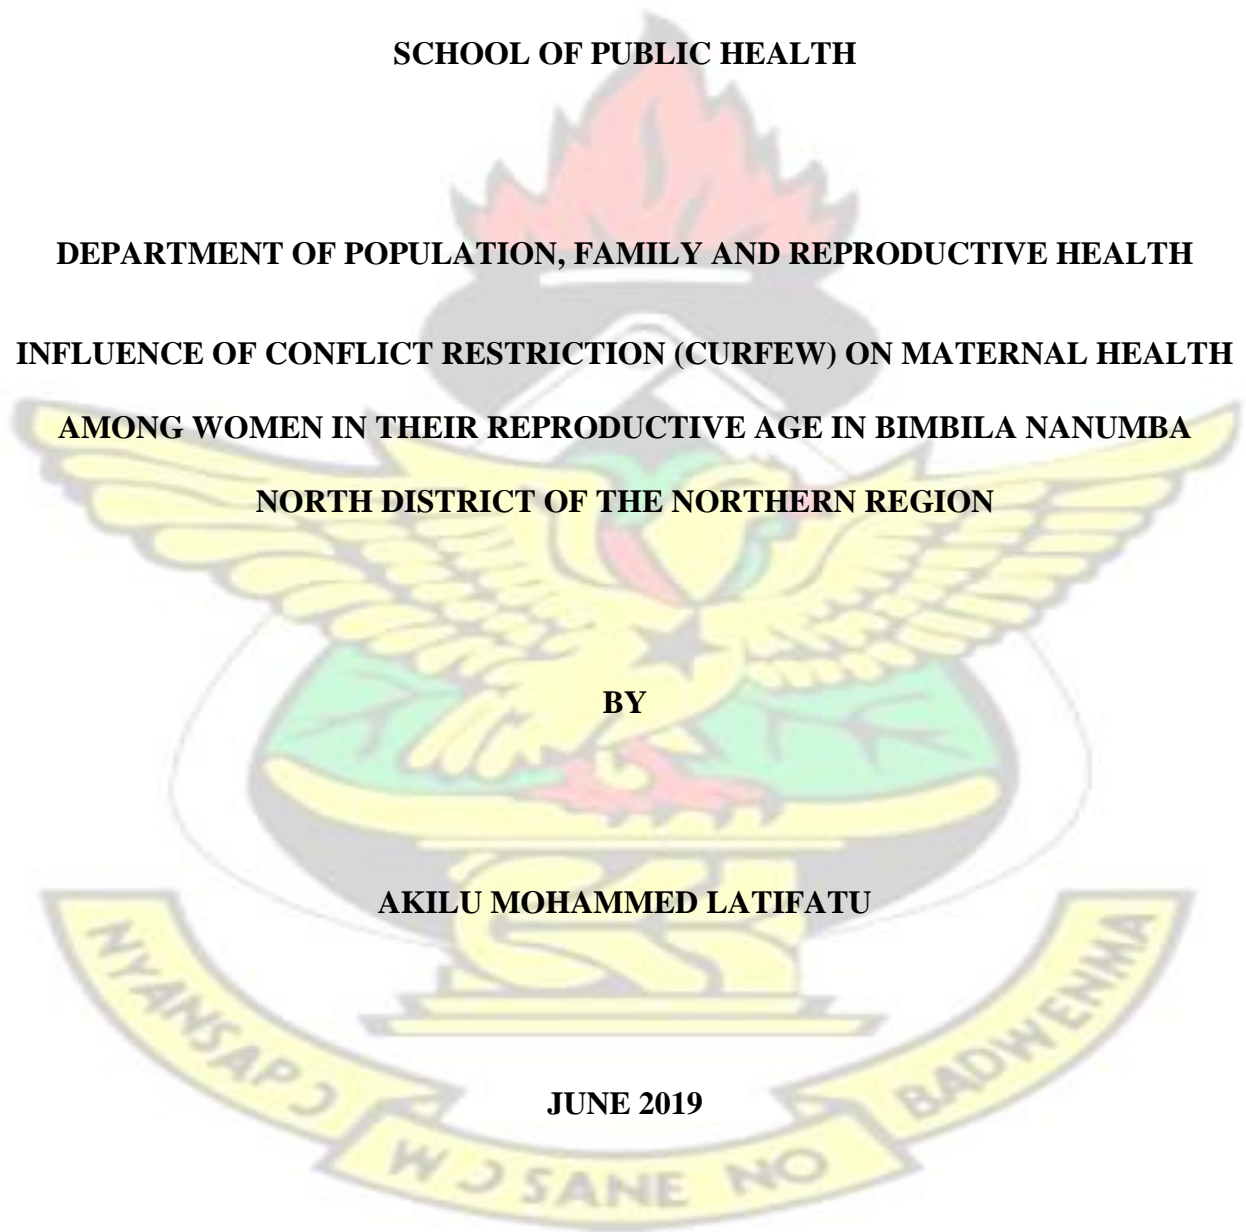 SCHOOL OF PUBLIC HEALTH
DEPARTMENT OF POPULATION, FAMILY AND REPRODUCTIVE HEALTH
INFLUENCE OF CONFLICT RESTRICTION (CURFEW) ON MATERNAL HEALTH
AMONG WOMEN IN THEIR REPRODUCTIVE AGE IN BIMBILA NANUMBA
NORTH DISTRICT OF THE NORTHERN REGION
BY
AKILU MOHAMMED LATIFATU
JUNE 2019
NYANSAPƆ
WƆSANE NO
BADWENMA